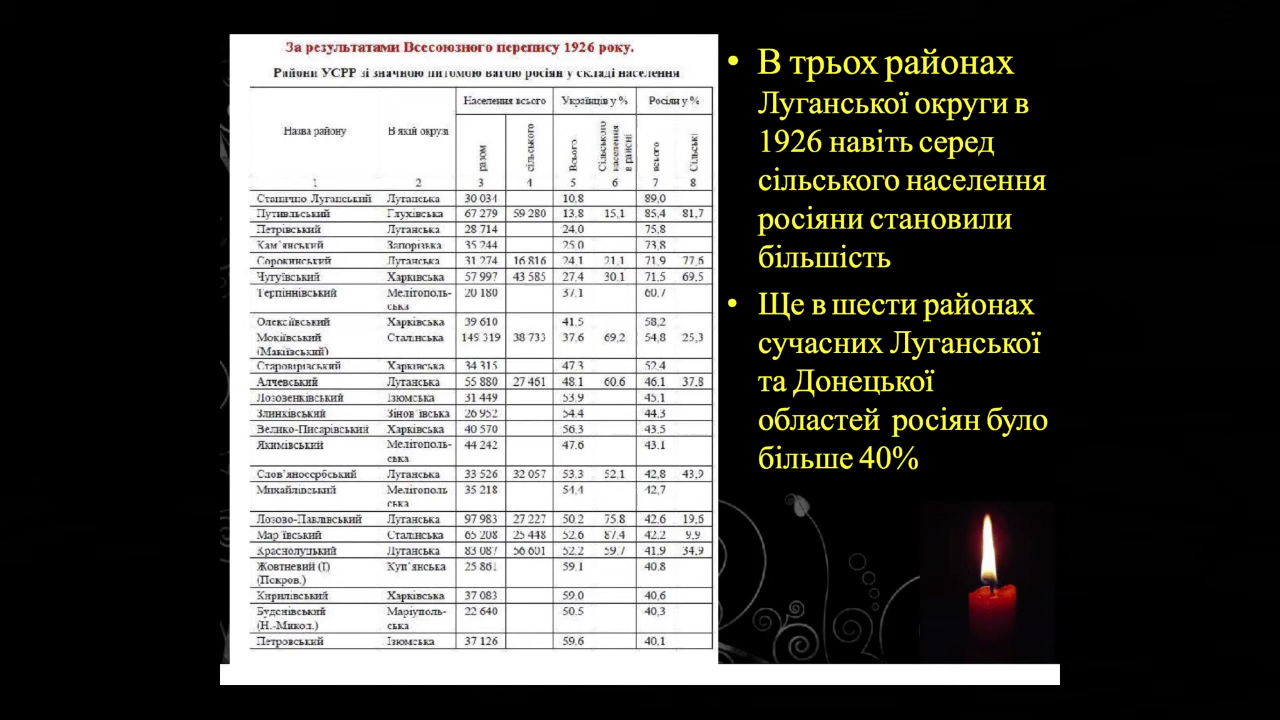 За результатами Всесоюзного перепису 1926 року.
Райони УСРР зі значною питомою вагою росіян у складі населення
Назва району В якій окрузі Населення всього Українців у % Росіян у %
разом сільського Всього Сільського населення в районі всього Сільські
1 2 3 4 5 6 7 8
Станично-Луганський Луганська 30 034 10,8 89,0
Путивльський Глухівська 67 279 59 280 13,8 15,1 85,4 81,7
Петрівський Луганська 28 714 24,0 75,8
Кам'янський Запорізька 35 244 25,0 73,8
Сорокинський Луганська 31 274 16 816 24,1 21,1 71,9 77,6
Чугуївський Харківська 57 997 43 585 27,4 30,1 71,5 69,5
Терпіннівський Мелітополь-
ська 20 180 37,1 60,7
Олексіївський Харківська 39 610 41,5 58,2
Мокіївський Сталінська 149 319 38 733 37,6 69,2 54,8 25,3
(Макіївський)
Старовірівський Харківська 34 315 47,3 52,4
Алчевський Луганська 55 880 27 461 48,1 60,6 46,1 37,8
Лозовенківський Ізюмська 31 449 53,9 45,1
Злинківський Зінов'ївська 26 952 54,4 44,3
Велико-Писарівський Харківська 40 570 56,3 43,5
Якимівський Мелітополь-
ська 44 242 47,6 43,1
Слов'яносербський Луганська 33 526 32 057 53,3 52,1 42,8 43,9
Михайлівський Мелітополь
ська 35 218 54,4 42,7
Лозово-Павлівський Луганська 97 983 27 227 50,2 75,8 42,6 19,6
Мар'ївський Сталінська 65 208 25 448 52,6 87,4 42,2 9,9
Краснолуцький Луганська 83 087 56 601 52,2 59,7 41,9 34,9
Жовтневий (І) Куп'янська 25 861 59,1 40,8
(Покров.)
Кирилівський Харківська 37 083 59,0 40,6
Буденівський Маріуполь- 22 640 50,5 40,3
(Н.-Микол.) ська
Петровський Ізюмська 37 126 59,6 40,1
• В трьох районах
Луганської округи в
1926 навіть серед
сільського населення
росіяни становили
більшість
• Ще в шести районах
сучасних Луганської
та Донецької
областей росіян було
більше 40%